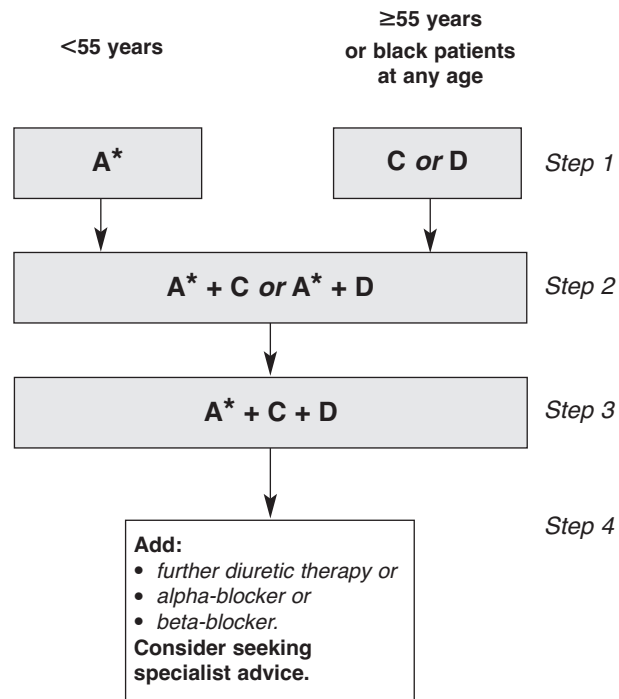 <55 years
≥55 years
or black patients
at any age
A*
C or D
Step 1
A* + C or A* + D
Step 2
A* + C + D
Step 3
Step 4
Add:
• further diuretic therapy or
• alpha-blocker or
• beta-blocker.
Consider seeking
specialist advice.